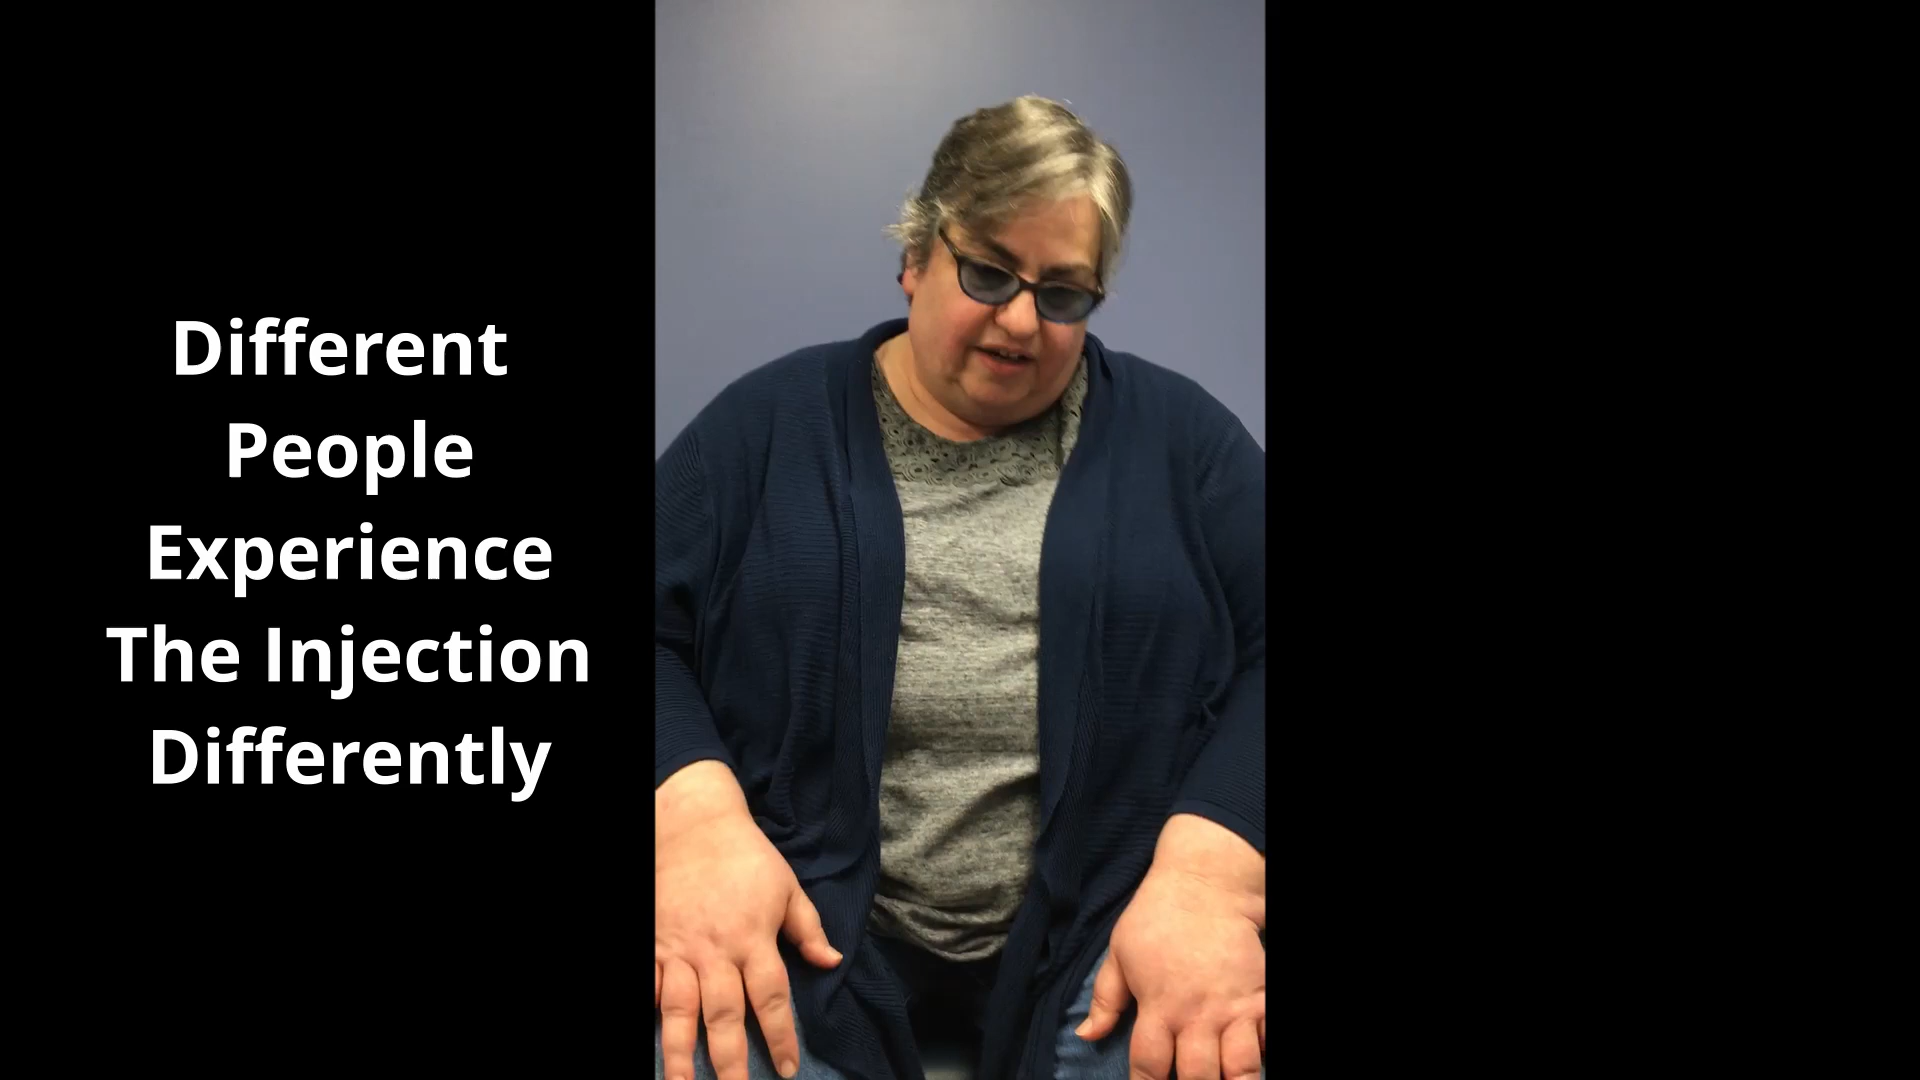 Different
People
Experience
The Injection
Differently